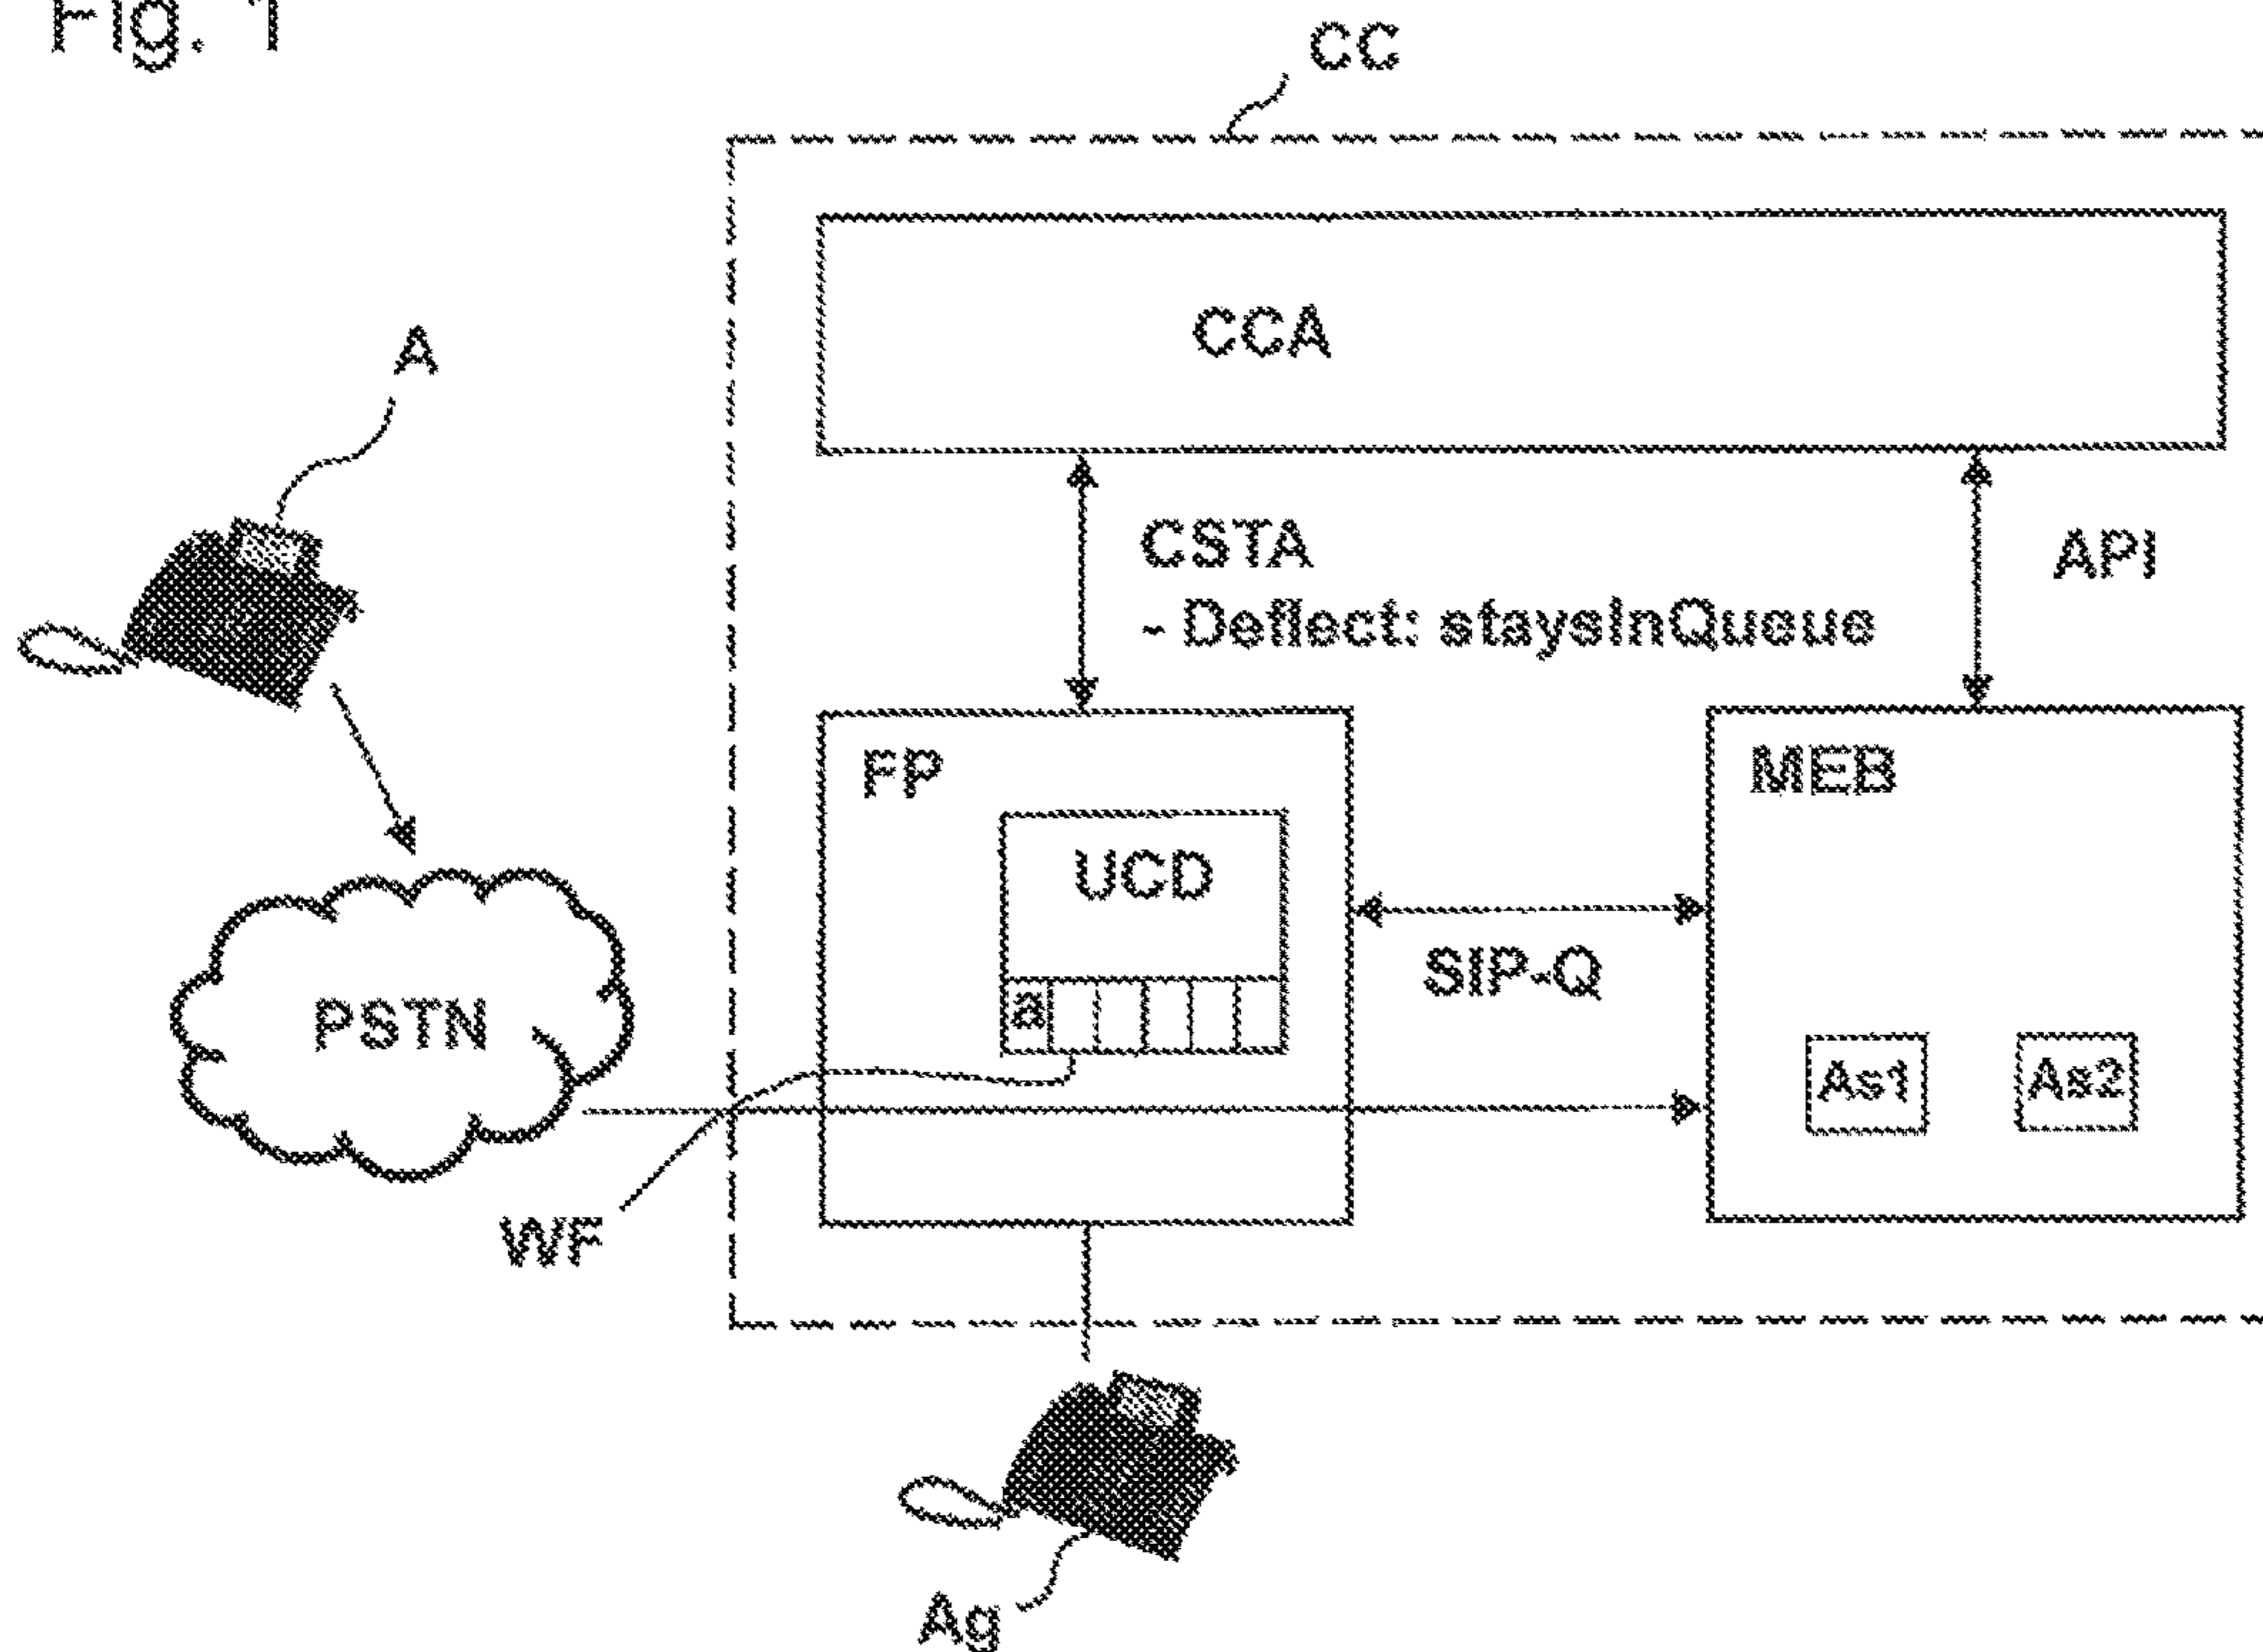 Fig. 1
CC
CCA
A
CSTA
API
- Deflect: staysInQueue
FP
MEB
UCD
SIP-Q
a
PSTN
As1
As2
WF
Ag